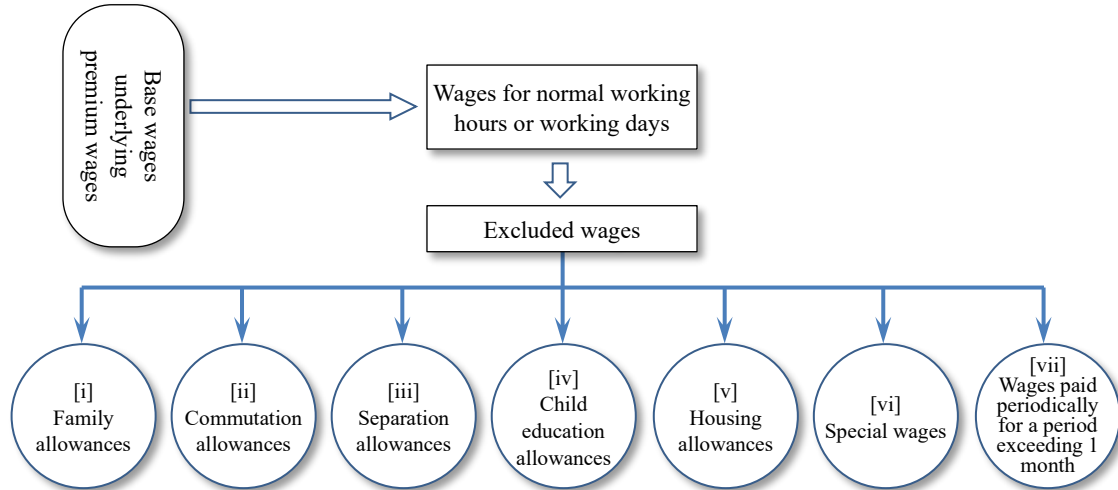 Base wages
underlying
premium wages
Wages for normal working
hours or working days
Excluded wages
[i]
Family
allowances
[ii]
Commutation
allowances
[iii]
Separation
allowances
[iv]
Child
education
allowances
[v]
Housing
allowances
[vi]
Special wages
[vii]
Wages paid
periodically
for a period
exceeding 1
month